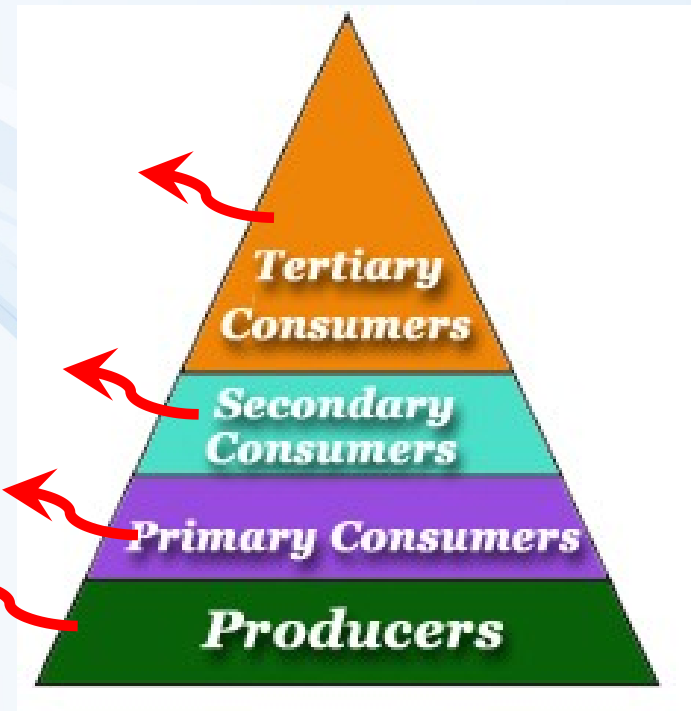 Tertiary
Consumers
Secondary
Consumers
Primary Consumers
Producers